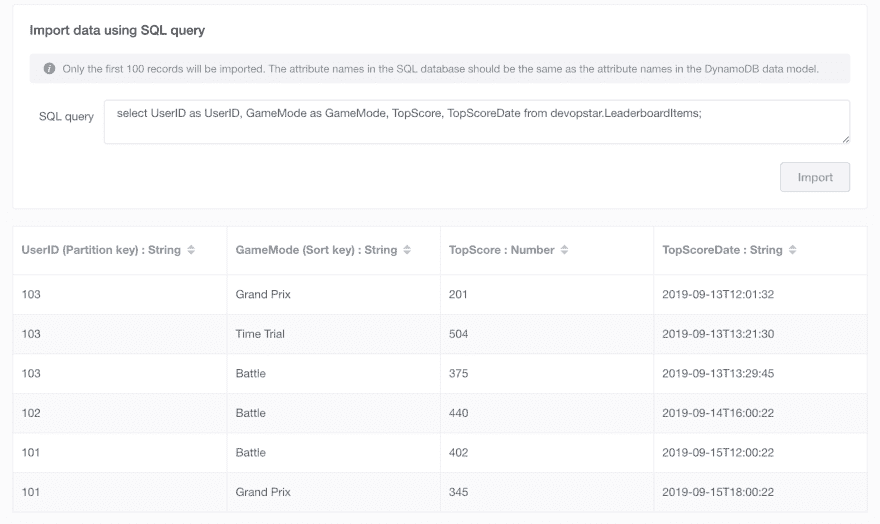 Import data using SQL query
Only the first 100 records will be imported. The attribute names in the SQL database should be the same as the attribute names in the DynamoDB data model.
SQL query
select UserID as UserID, GameMode as GameMode, TopScore, TopScoreDate from devopstar.LeaderboardItems;
Import
UserID (Partition key) : String GameMode (Sort key) : String TopScore : Number TopScoreDate : String
103 Grand Prix 201 2019-09-13T12:01:32
103 Time Trial 504 2019-09-13T13:21:30
103 Battle 375 2019-09-13T13:29:45
102 Battle 440 2019-09-14T16:00:22
101 Battle 402 2019-09-15T12:00:22
101 Grand Prix 345 2019-09-15T18:00:22